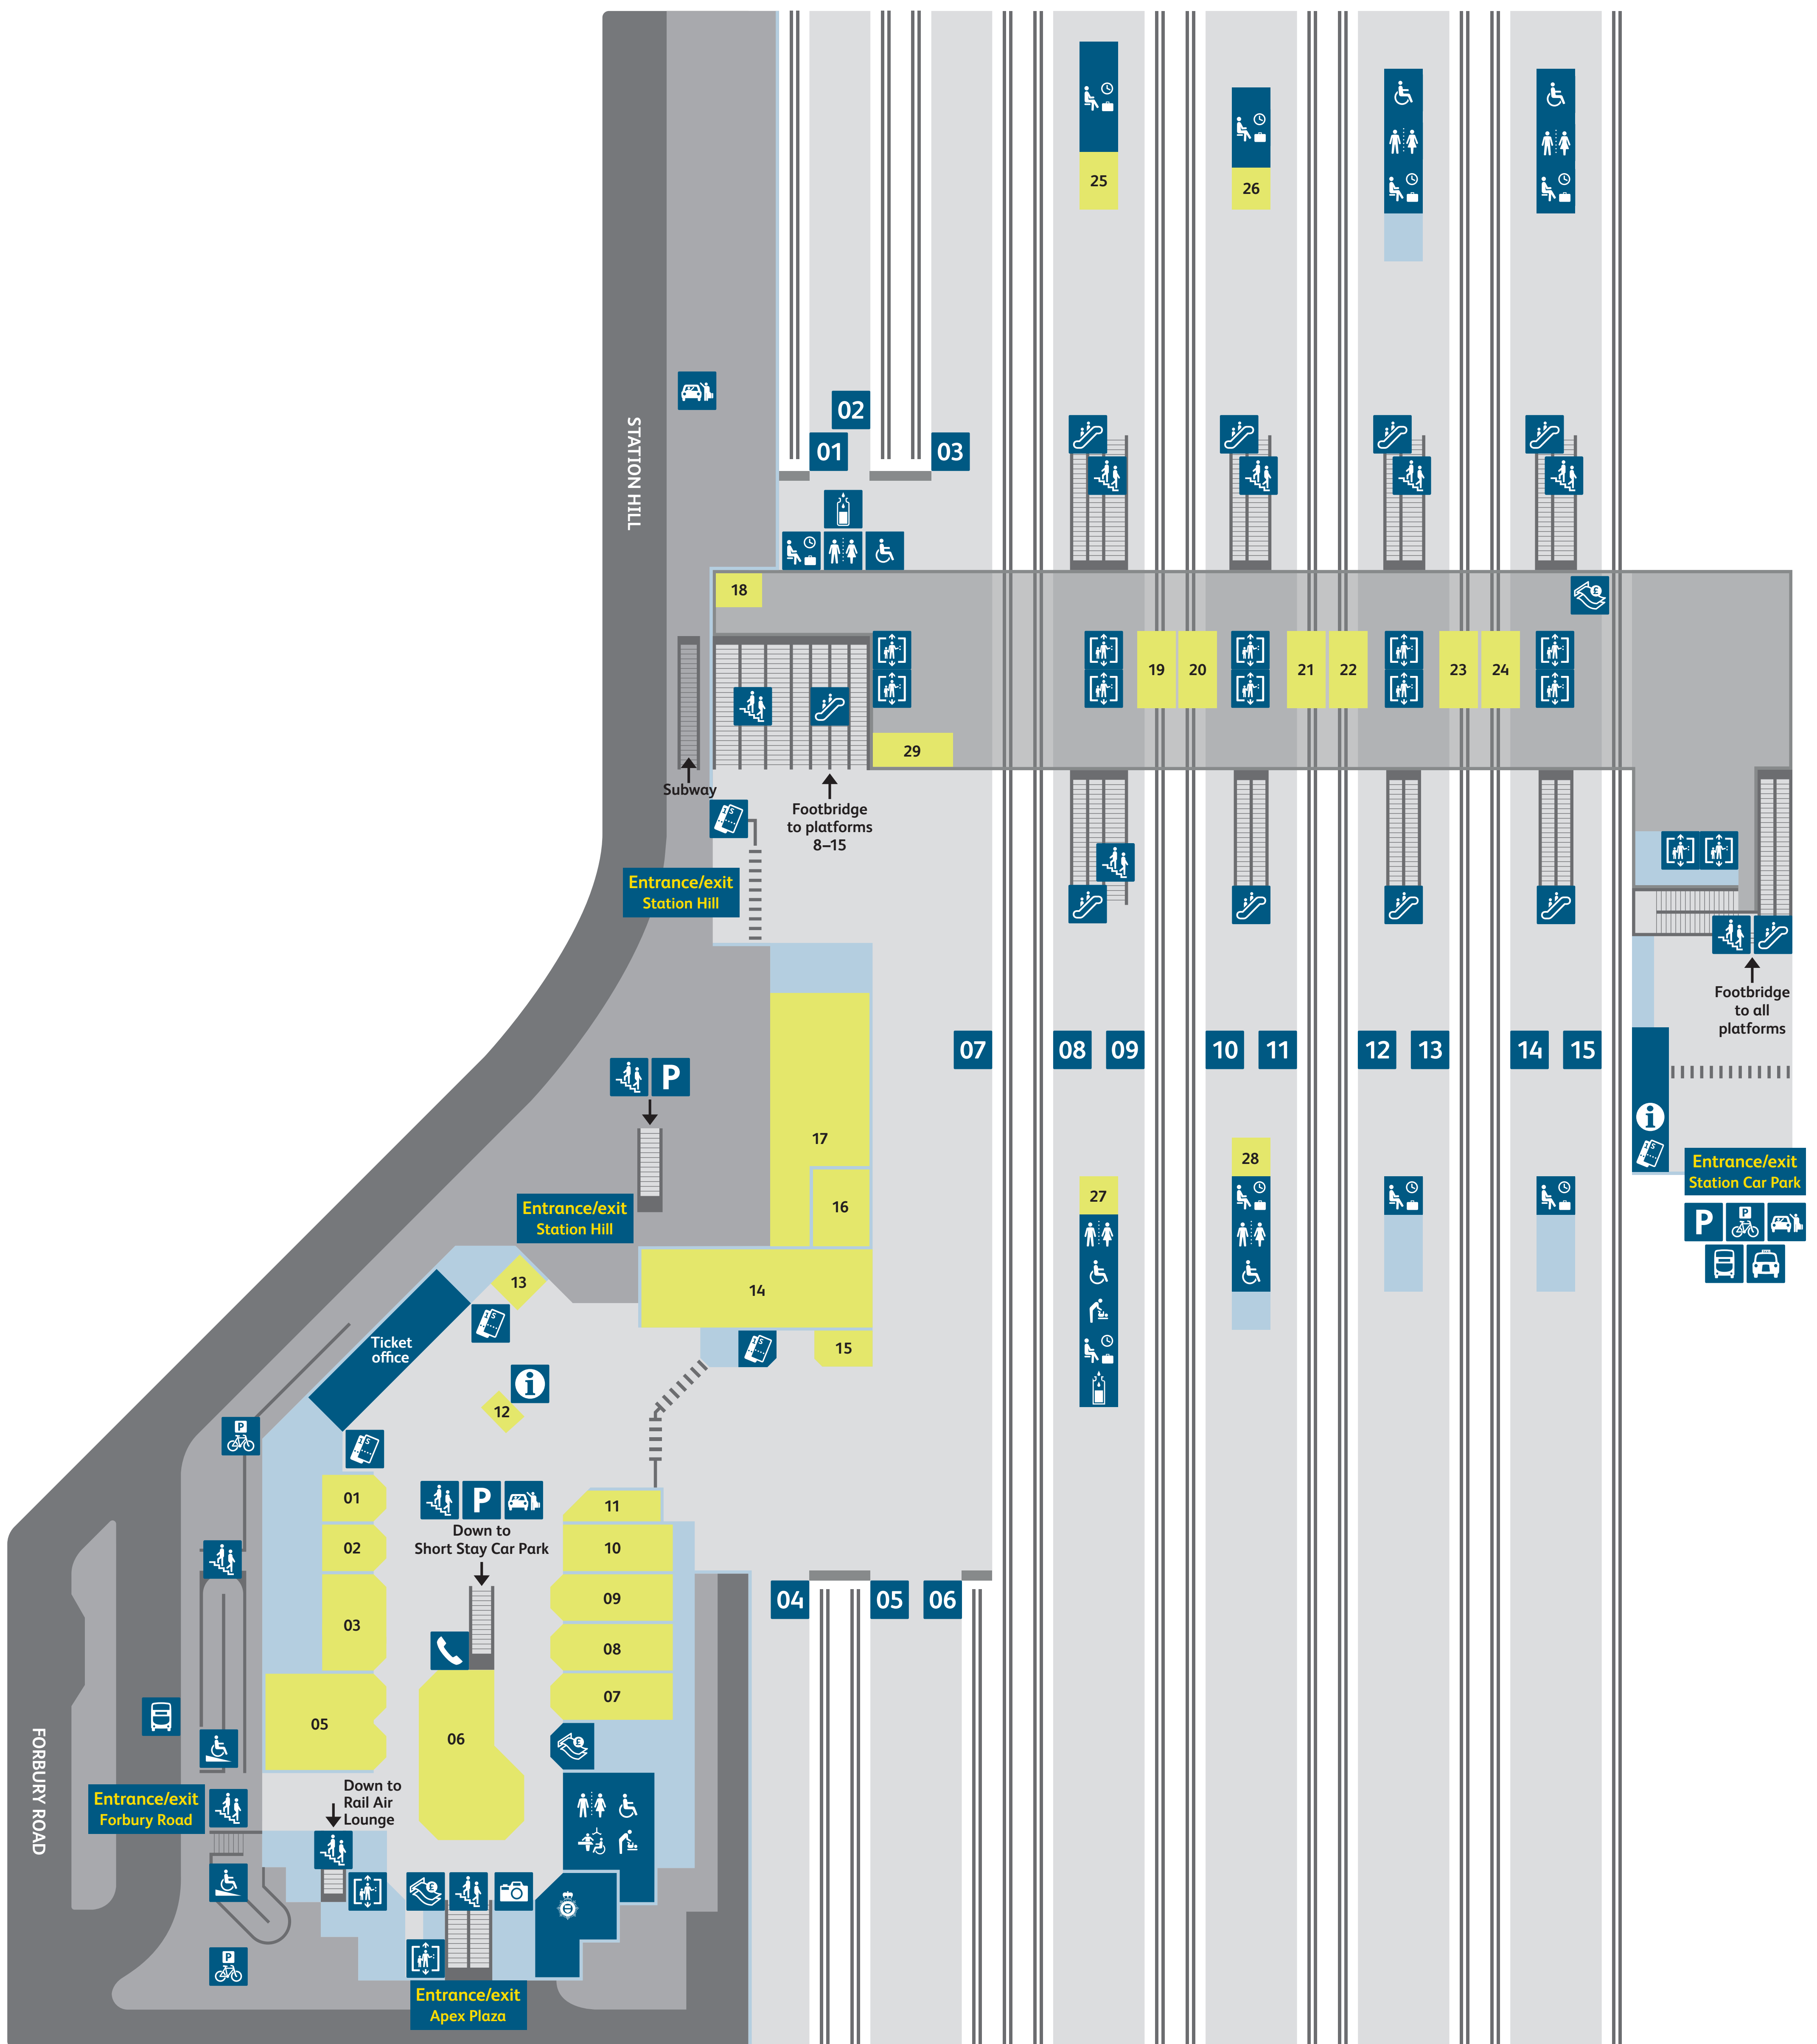 25
26
STATION HILL
02
01
03
18
19
20
21
22
23
24
29
Subway
Footbridge
to platforms
8–15
Entrance/exit
Station Hill
Footbridge
to all
platforms
07
08
09
10
11
12
13
14
15
P
17
16
Entrance/exit
Station Hill
28
27
Entrance/exit
Station Car Park
P
P
13
14
15
Ticket
office
12
P
01
02
03
05
P
Down to
Short Stay Car Park
11
10
09
08
07
06
04
05
06
FORBURY ROAD
Entrance/exit
Forbury Road
Down to
Rail Air
Lounge
P
Entrance/exit
Apex Plaza